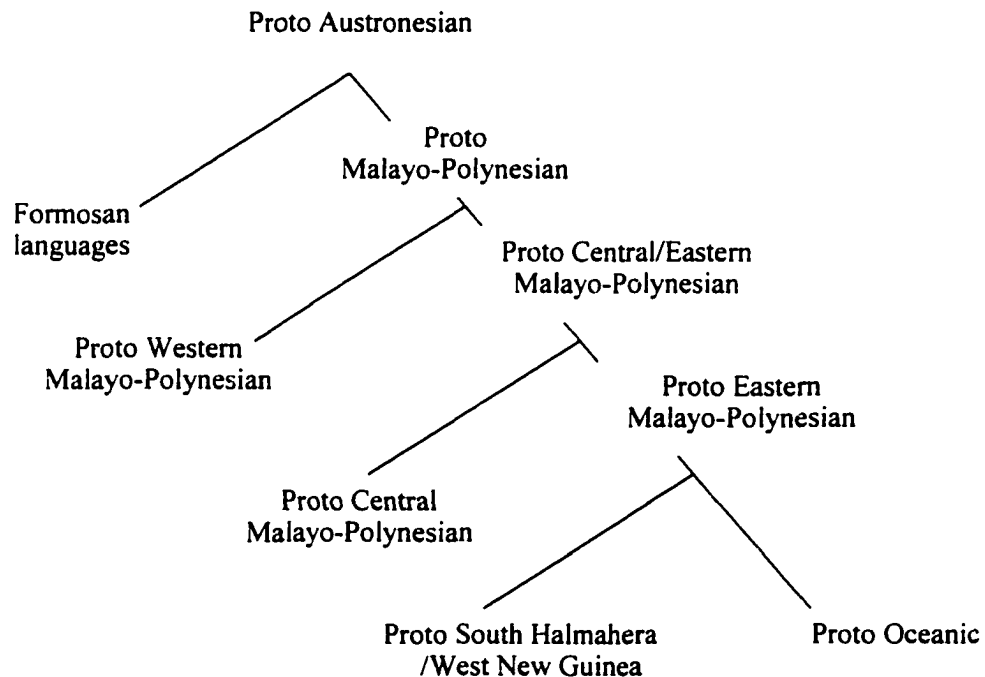 Proto Austronesian
Proto
Malayo-Polynesian
Formosan
languages
Proto Central/Eastern
Malayo-Polynesian
Proto Western
Malayo-Polynesian
Proto Eastern
Malayo-Polynesian
Proto Central
Malayo-Polynesian
Proto South Halmahera
/West New Guinea
Proto Oceanic